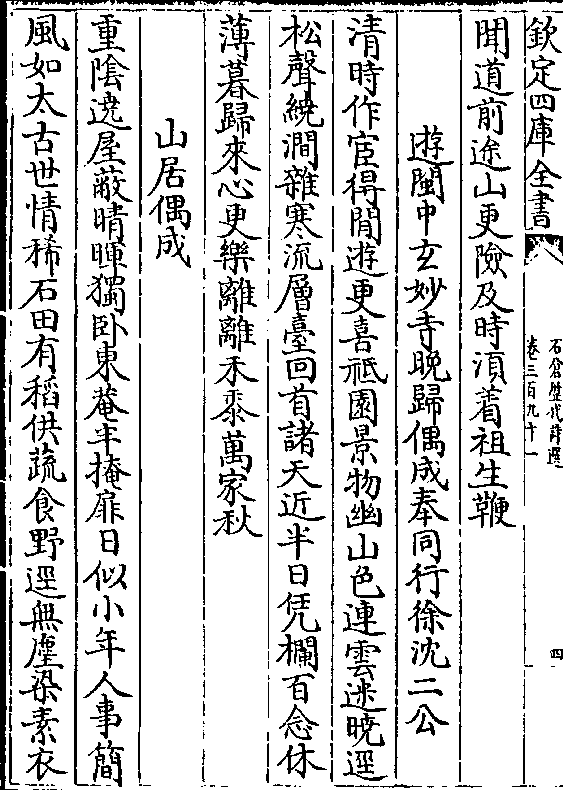 欽定四庫全書
石倉歴代詩選
卷三百九十一
四
聞道前途山更險及時湏着祖生鞭
遊閩中玄妙寺晚歸偶成奉同行徐沈二公
清時作宦得閒遊更喜祗園景物幽山色連雲迷曉逕
松聲繞澗雜寒流層臺回首諸天近半日凭欄百念休
薄暮歸來心更樂離離禾黍萬家秋
山居偶成
重陰遶屋蔽晴暉獨卧東菴半掩扉日似小年人事簡
風如太古世情稀石田有稻供蔬食野逕無塵染素衣